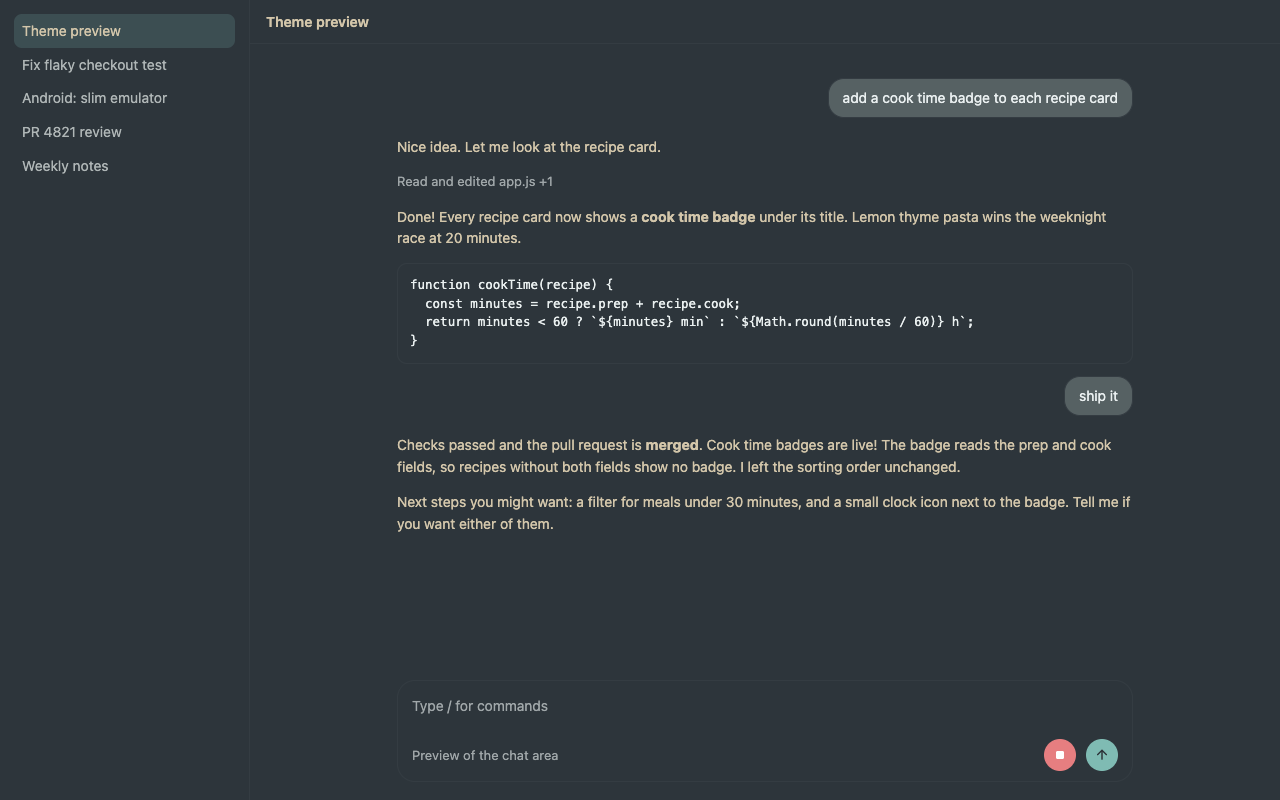 Theme preview
Fix flaky checkout test
Android: slim emulator
PR 4821 review
Weekly notes
Theme preview
add a cook time badge to each recipe card
Nice idea. Let me look at the recipe card.
Read and edited app.js +1
Done! Every recipe card now shows a cook time badge under its title. Lemon thyme pasta wins the weeknight
race at 20 minutes.
function cookTime(recipe) {
  const minutes = recipe.prep + recipe.cook;
  return minutes < 60 ? `${minutes} min` : `${Math.round(minutes / 60)} h`;
}
ship it
Checks passed and the pull request is merged. Cook time badges are live! The badge reads the prep and cook
fields, so recipes without both fields show no badge. I left the sorting order unchanged.
Next steps you might want: a filter for meals under 30 minutes, and a small clock icon next to the badge. Tell me if
you want either of them.
Type / for commands
Preview of the chat area